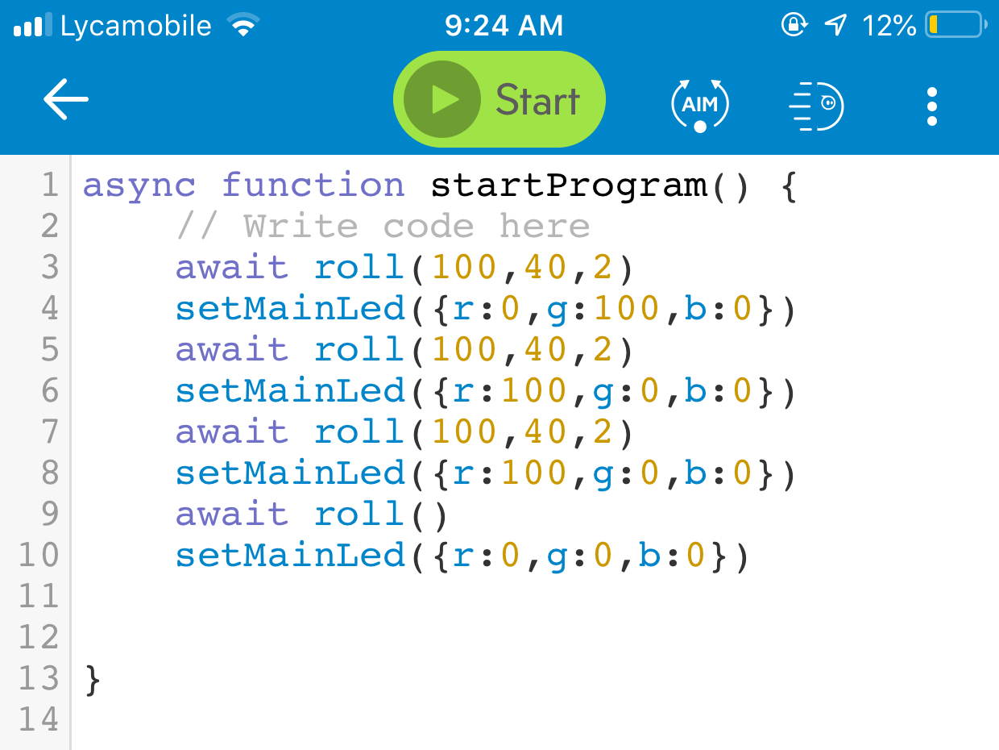 Lycamobile 9:24 AM 12%
Start AIM
1 async function startProgram() {
2 // Write code here
3 await roll(100,40,2)
4 setMainLed({r:0,g:100,b:0})
5 await roll(100,40,2)
6 setMainLed({r:100,g:0,b:0})
7 await roll(100,40,2)
8 setMainLed({r:100,g:0,b:0})
9 await roll()
10 setMainLed({r:0,g:0,b:0})
11
12
13 }
14